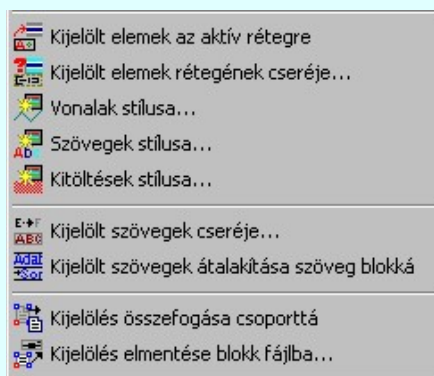 Kijelölt elemek az aktív rétegre
Kijelölt elemek rétegének cseréje...
Vonalak stílusa...
Szövegek stílusa...
Kitöltések stílusa...
Kijelölt szövegek cseréje...
Kijelölt szövegek átalakítása szöveg blokká
Kijelölés összefogása csoporttá
Kijelölés elmentése blokk fájlba...